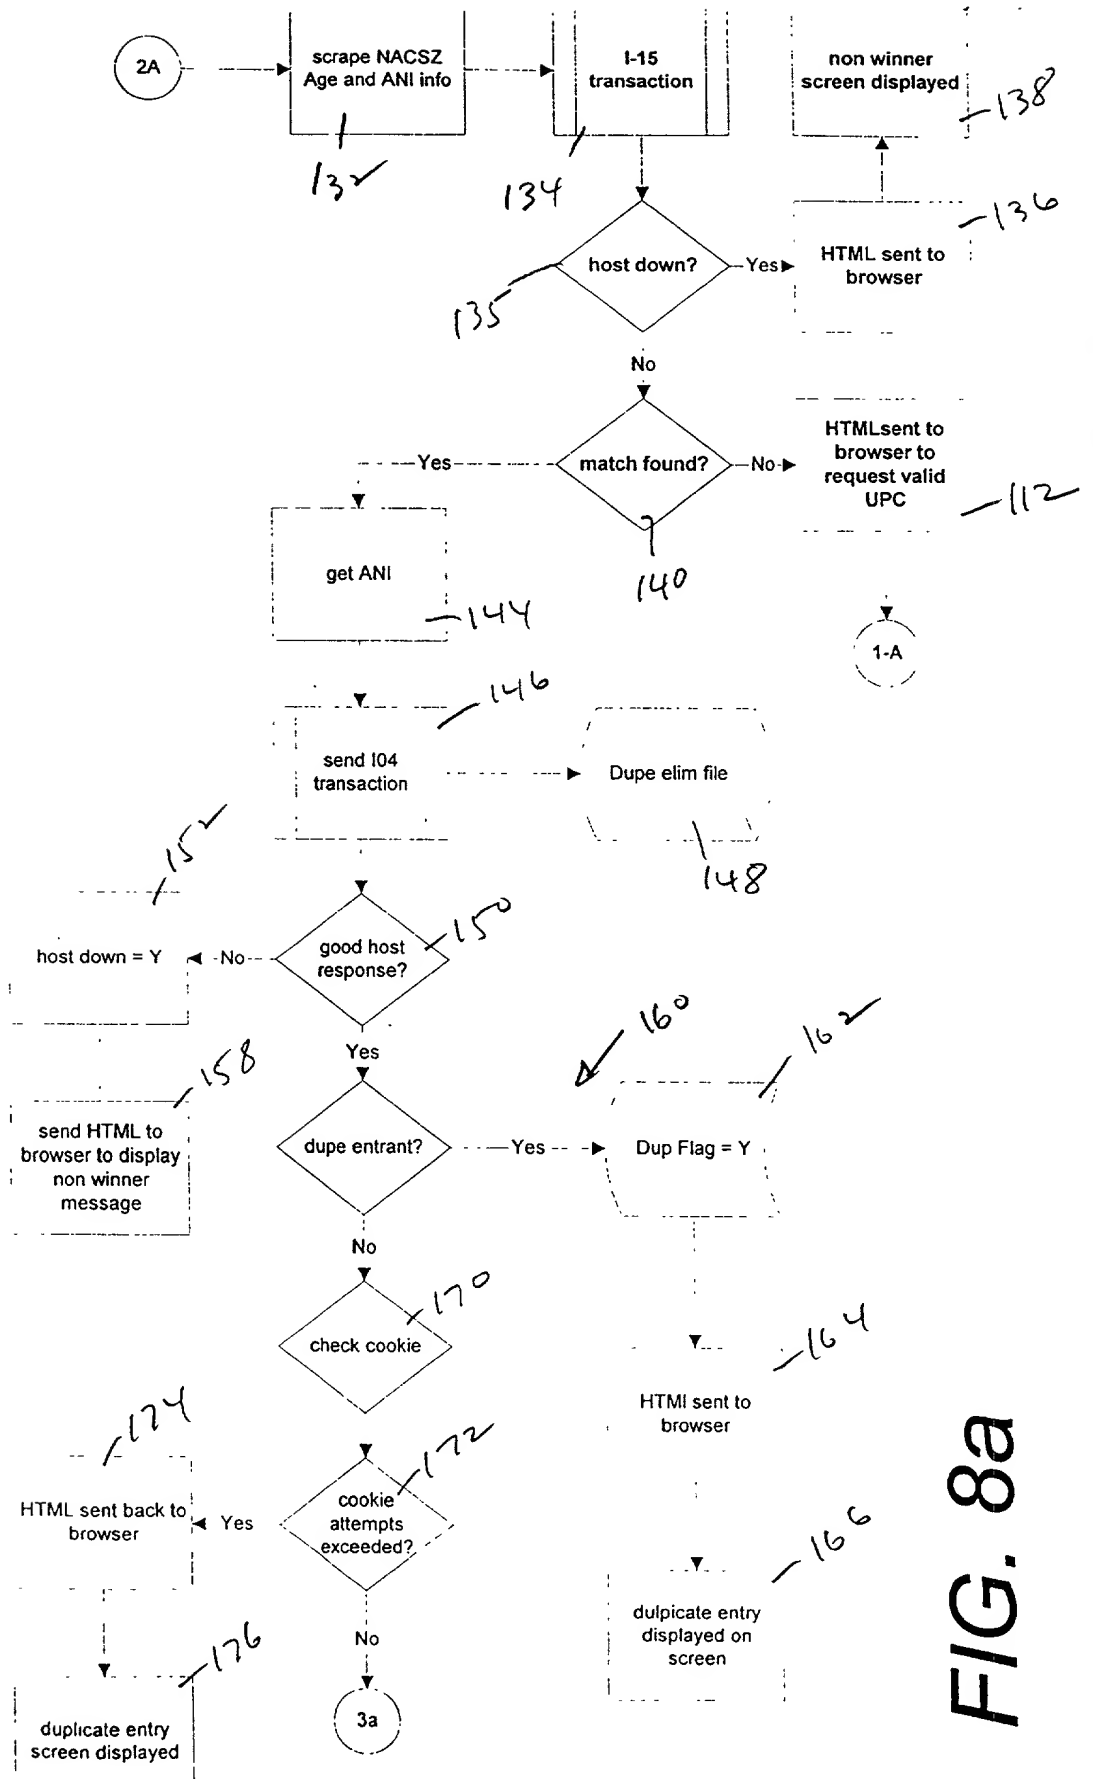 2A
scrape NACSZ
Age and ANI info
132
I-15
transaction
134
non winner
screen displayed
138
host down?
135
Yes
HTML sent to
browser
136
No
match found?
140
Yes
No
HTMLsent to
browser to
request valid
UPC
112
1-A
get ANI
144
send I04
transaction
146
Dupe elim file
148
152
host down = Y
No
good host
response?
150
Yes
158
send HTML to
browser to display
non winner
message
dupe entrant?
Yes
160
Dup Flag = Y
162
No
check cookie
170
HTMl sent to
browser
164
174
HTML sent back to
browser
Yes
cookie
attempts
exceeded?
172
No
3a
dulpicate entry
displayed on
screen
166
176
duplicate entry
screen displayed
FIG. 8a